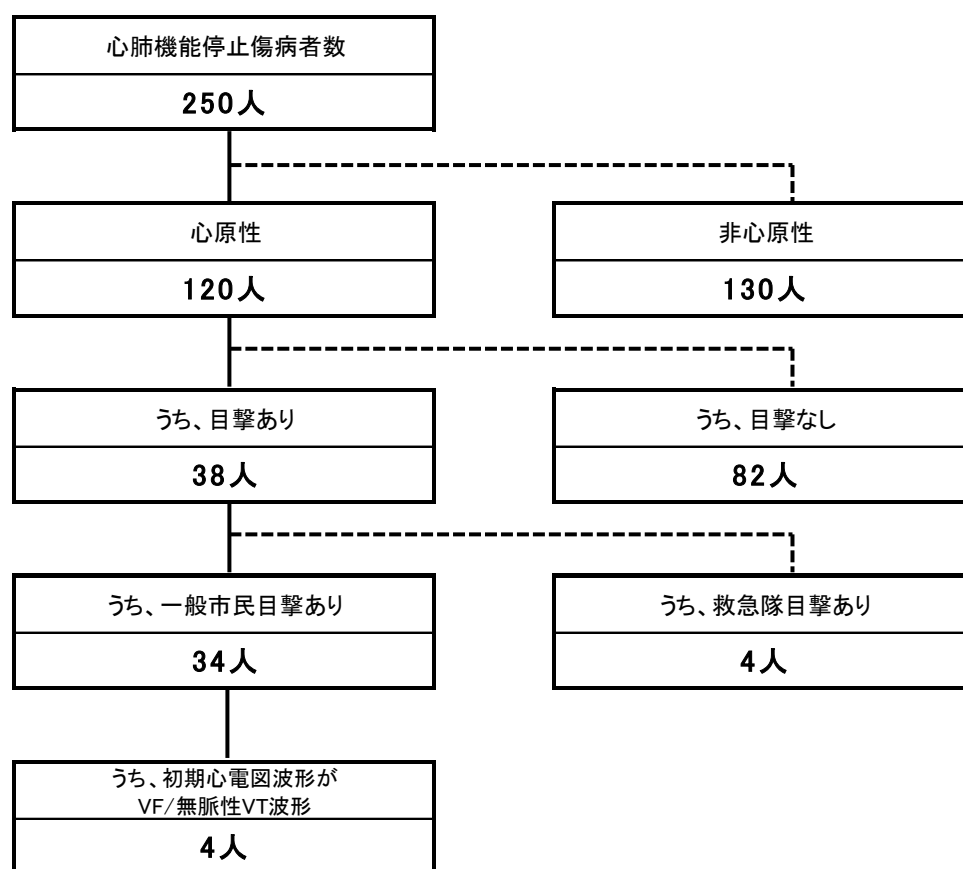 心肺機能停止傷病者数
250人
心原性
120人
非心原性
130人
うち、目撃あり
38人
うち、目撃なし
82人
うち、一般市民目撃あり
34人
うち、救急隊目撃あり
4人
うち、初期心電図波形が
VF/無脈性VT波形
4人